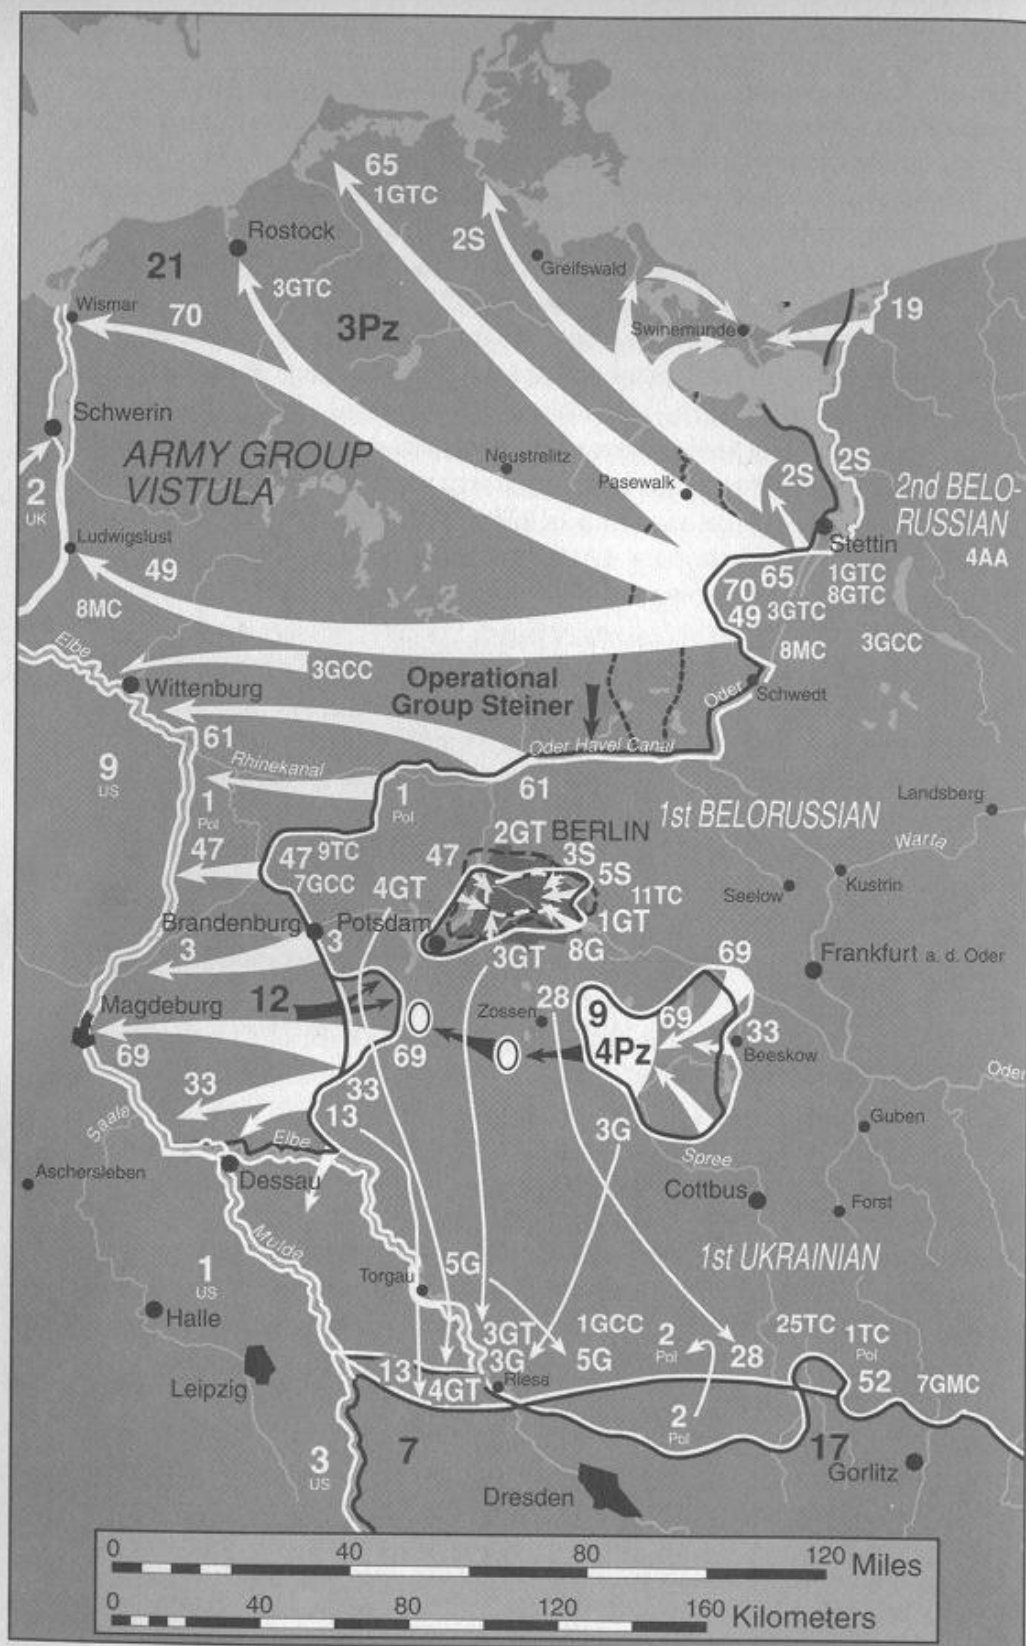 65
1GTC
Rostock
2S
Greifswald
21
3GTC
Wismar
70
3Pz
Swinemunde
19
Schwerin
ARMY GROUP
VISTULA
Neustrelitz
Pasewalk
2S
2S
2nd BELO-
RUSSIAN
4AA
2
UK
Ludwigslust
Stettin
49
8MC
70
65
1GTC
8GTC
49
3GTC
8MC
3GCC
Elbe
3GCC
Wittenburg
Operational
Group Steiner
Oder
Schwedt
61
Oder Havel Canal
Rhinekanal
9
US
1
Pol
1
Pol
61
1st BELORUSSIAN
Landsberg
Warta
2GT
BERLIN
47
47
9TC
7GCC
47
3S
5S
11TC
1GT
8G
4GT
Seelow
Kustrin
Brandenburg
Potsdam
3
3
3GT
Frankfurt a. d. Oder
69
12
Magdeburg
Zossen
28
9
4Pz
69
33
Beeskow
69
69
Oder
33
33
13
Saale
Elbe
3G
Guben
Spree
Aschersleben
Dessau
Cottbus
Forst
Mulde
1st UKRAINIAN
1
US
Torgau
5G
Halle
3GT
3G
1GCC
5G
2
Pol
28
25TC
1TC
Pol
Leipzig
13
4GT
Riesa
52
7GMC
2
Pol
3
US
7
17
Gorlitz
Dresden
0 40 80 120 Miles
0 40 80 120 160 Kilometers